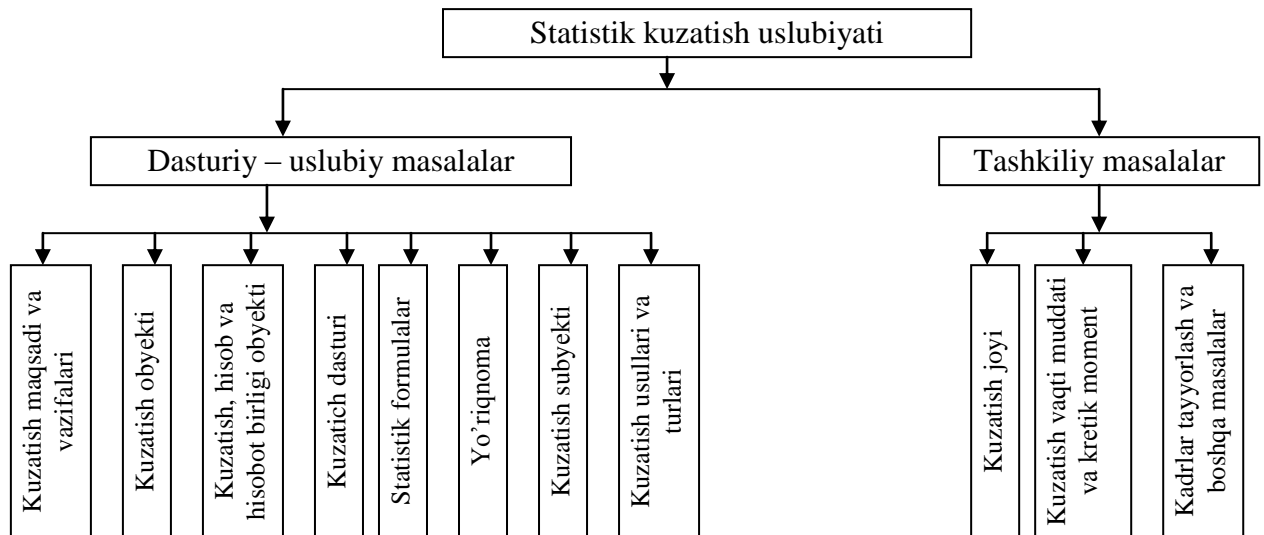 Statistik kuzatish uslubiyati
Dasturiy – uslubiy masalalar
Tashkiliy masalalar
Kuzatish maqsadi va
vazifalari
Kuzatish obyekti
Kuzatish, hisob va
hisobot birligi obyekti
Kuzatich dasturi
Statistik formulalar
Yo’riqnoma
Kuzatish subyekti
Kuzatish usullari va
turlari
Kuzatish joyi
Kuzatish vaqti muddati
va kretik moment
Kadrlar tayyorlash va
boshqa masalalar